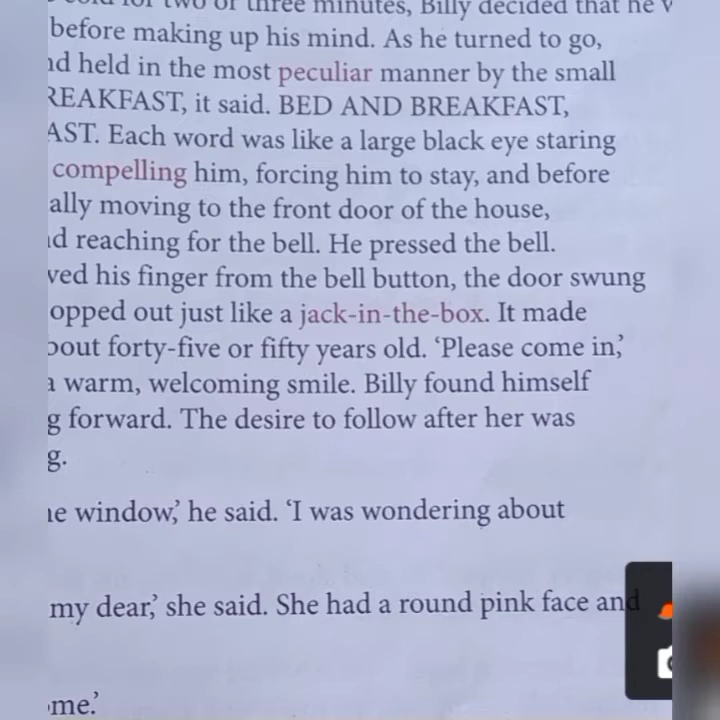 for two or three minutes, Billy decided that he
before making up his mind. As he turned to go,
held in the most peculiar manner by the small
REAKFAST, it said. BED AND BREAKFAST,
AST. Each word was like a large black eye staring
compelling him, forcing him to stay, and before
ally moving to the front door of the house,
reaching for the bell. He pressed the bell.
ved his finger from the bell button, the door swung
opped out just like a jack-in-the-box. It made
bout forty-five or fifty years old. ‘Please come in,’
a warm, welcoming smile. Billy found himself
g forward. The desire to follow after her was
g.
window,’ he said. ‘I was wondering about
my dear,’ she said. She had a round pink face and
ome.’